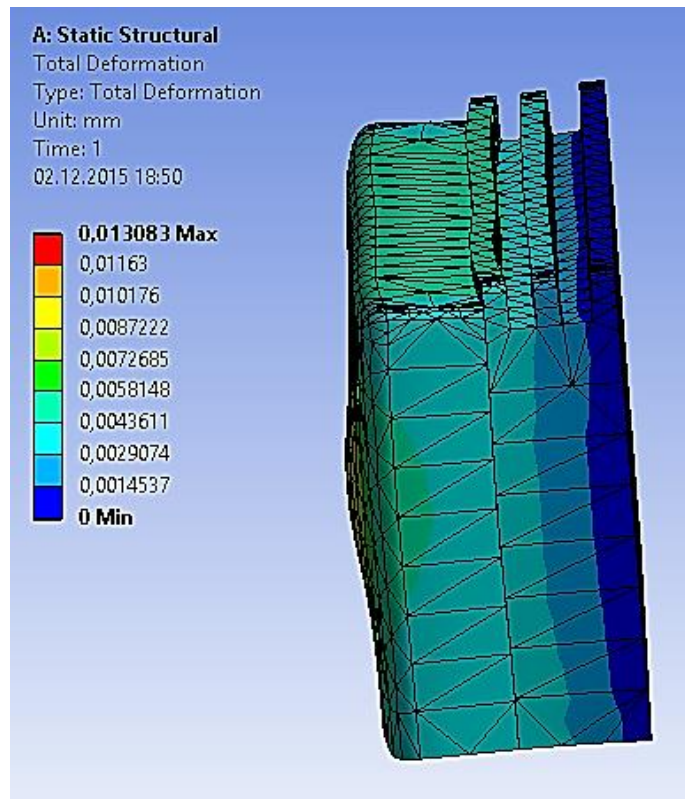 A: Static Structural
Total Deformation
Type: Total Deformation
Unit: mm
Time: 1
02.12.2015 18:50
0,013083 Max
0,01163
0,010176
0,0087222
0,0072685
0,0058148
0,0043611
0,0029074
0,0014537
0 Min